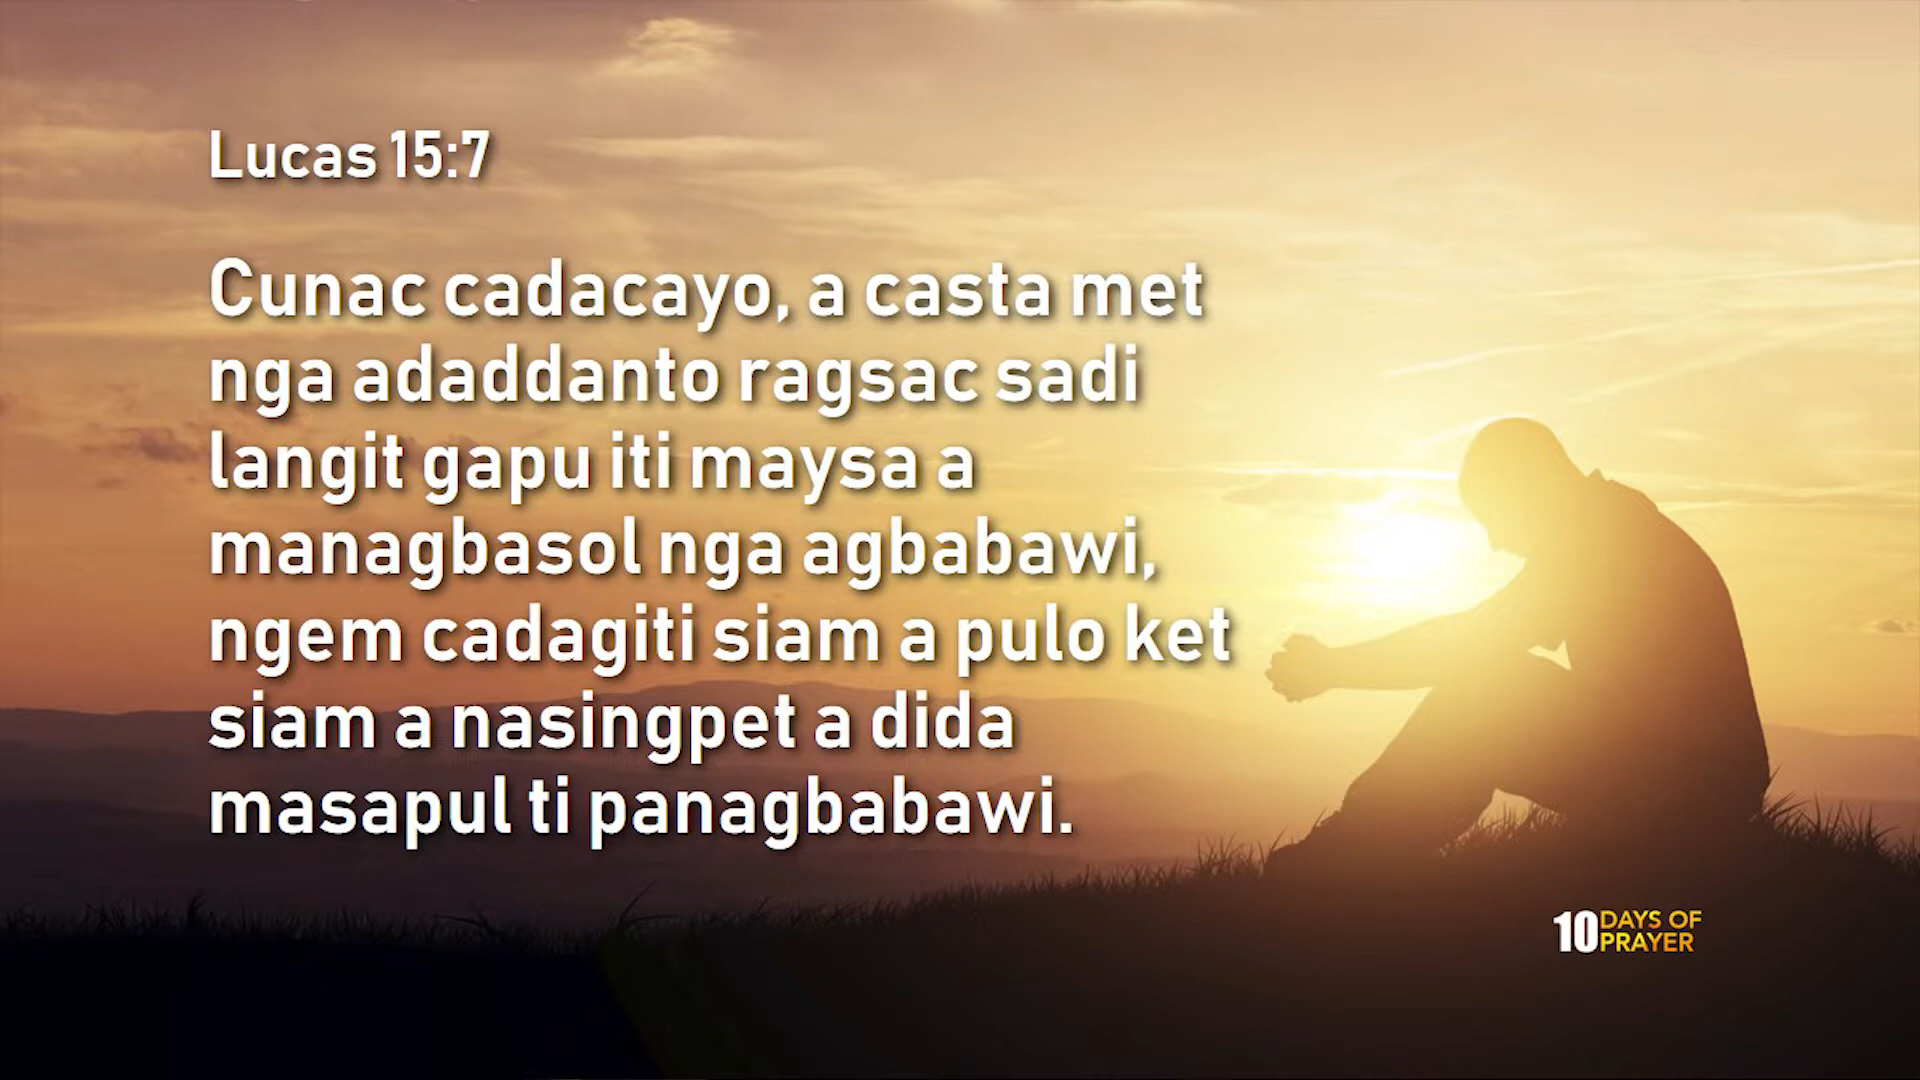 Lucas 15:7
Cunac cadacayo, a casta met
nga adaddanto ragsac sadi
langit gapu iti maysa a
managbasol nga agbabawi,
ngem cadagiti siam a pulo ket
siam a nasingpet a dida
masapul ti panagbabawi.
10 DAYS OF
PRAYER